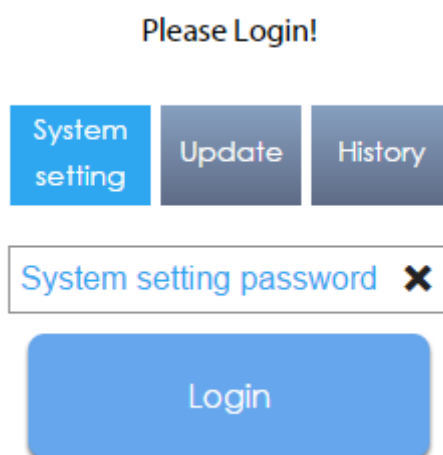 Please Login!
System
setting
Update
History
System setting password
Login